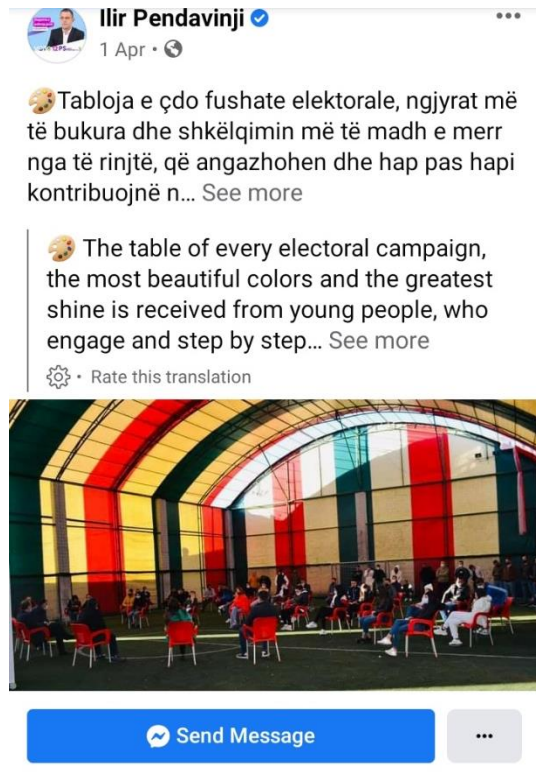 Ilir Pendavinji
1 Apr
Tabloja e çdo fushate elektorale, ngjyrat më
të bukura dhe shkëlqimin më të madh e merr
nga të rinjtë, që angazhohen dhe hap pas hapi
kontribuojnë n... See more
The table of every electoral campaign,
the most beautiful colors and the greatest
shine is received from young people, who
engage and step by step... See more
Rate this translation
Send Message